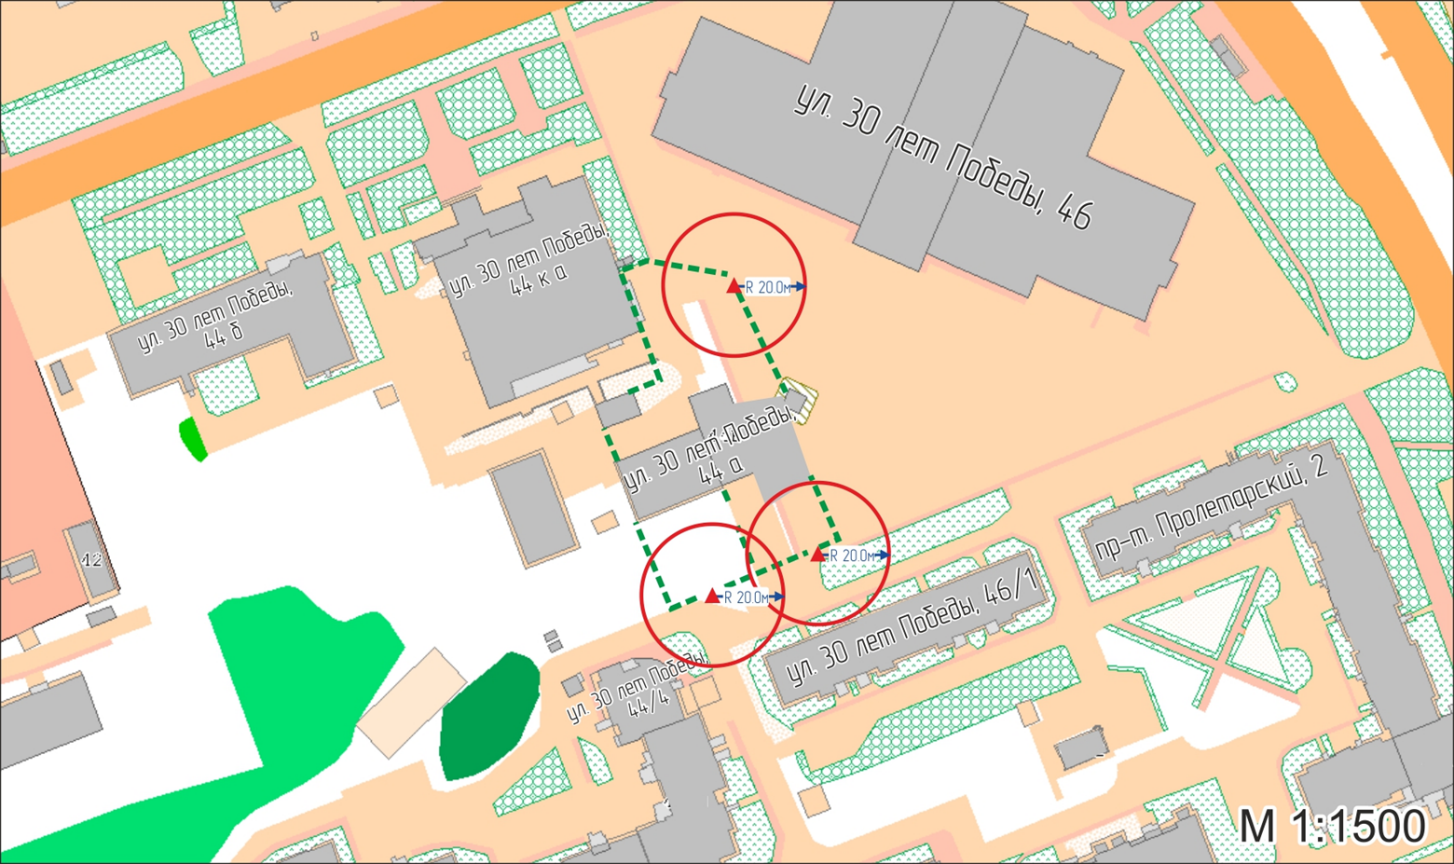 ул. 30 лет Победы, 46
ул. 30 лет Победы,
44 к а
ул. 30 лет Победы,
44 б
R 20.0м
ул. 30 лет Победы,
44 а
пр-т. Пролетарский, 2
42
R 20.0м
R 20.0м
ул. 30 лет Победы, 46/1
ул. 30 лет Победы,
44/4
М 1:1500